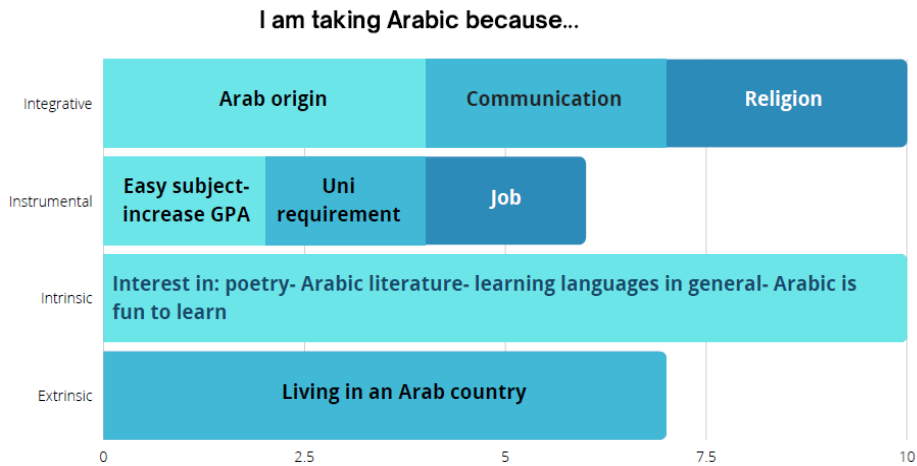 I am taking Arabic because...
Integrative
Arab origin
Communication
Religion
Instrumental
Easy subject-
increase GPA
Uni
requirement
Job
Intrinsic
Interest in: poetry- Arabic literature- learning languages in general- Arabic is
fun to learn
Extrinsic
Living in an Arab country
0
2.5
5
7.5
10